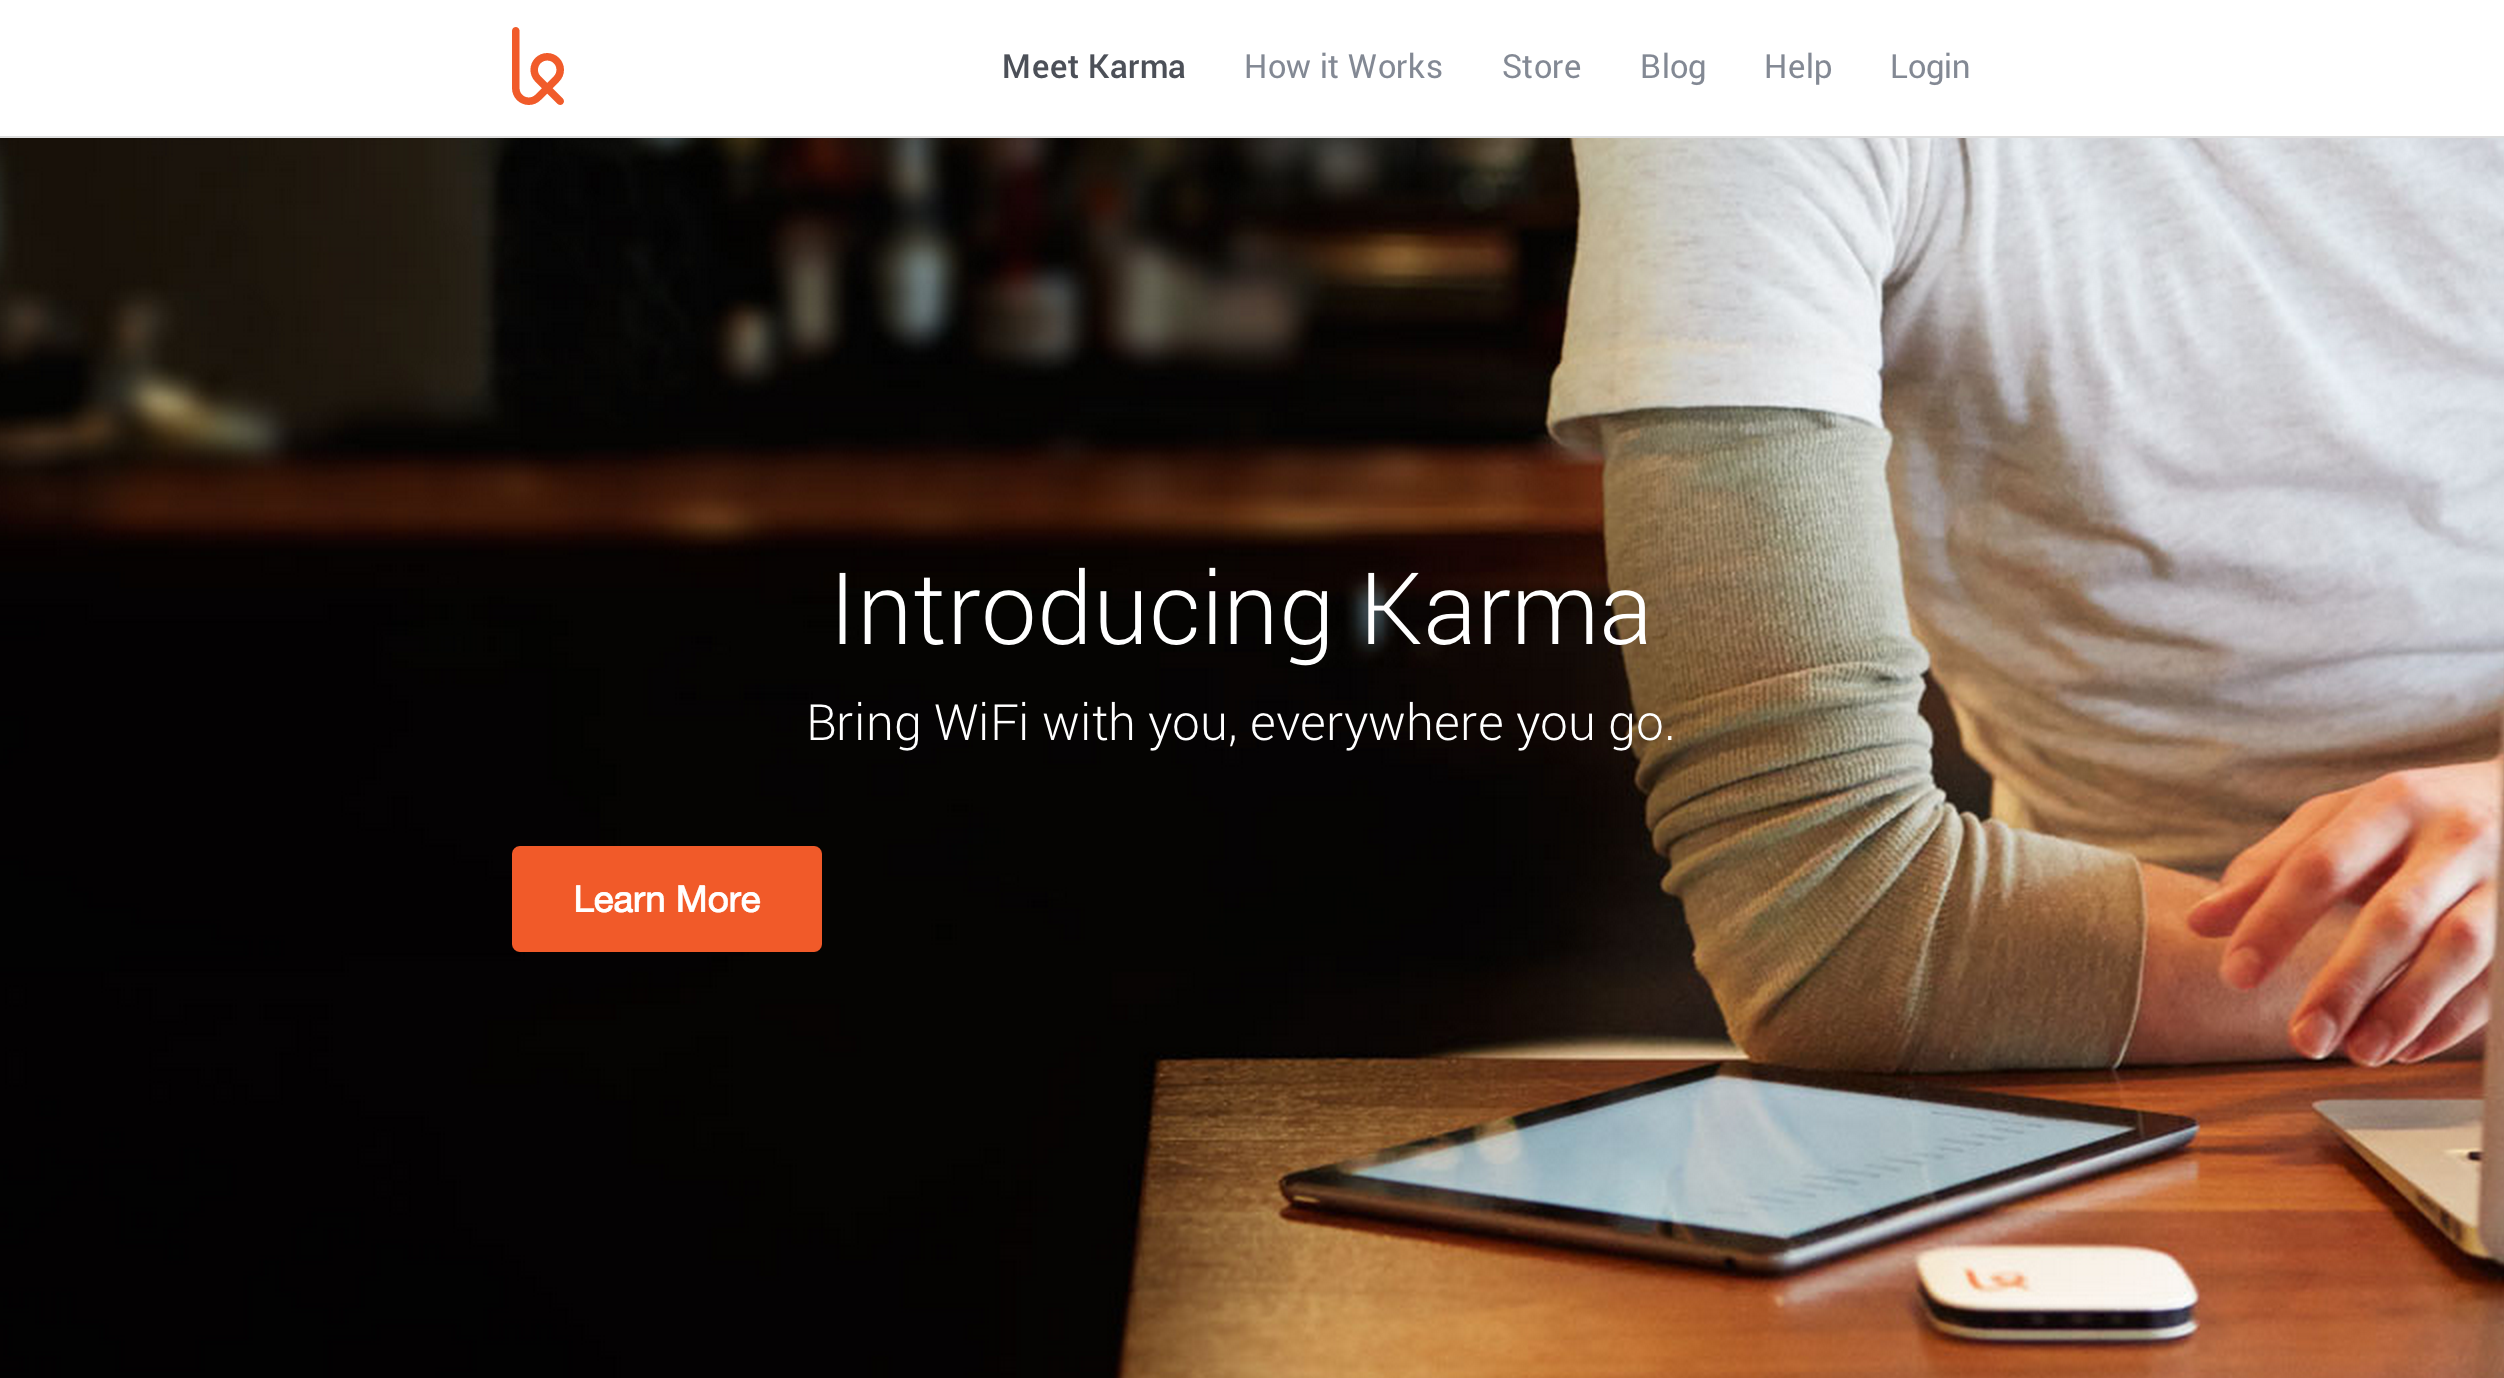 Meet Karma How it Works Store Blog Help Login
Introducing Karma
Bring WiFi with you, everywhere you go.
Learn More